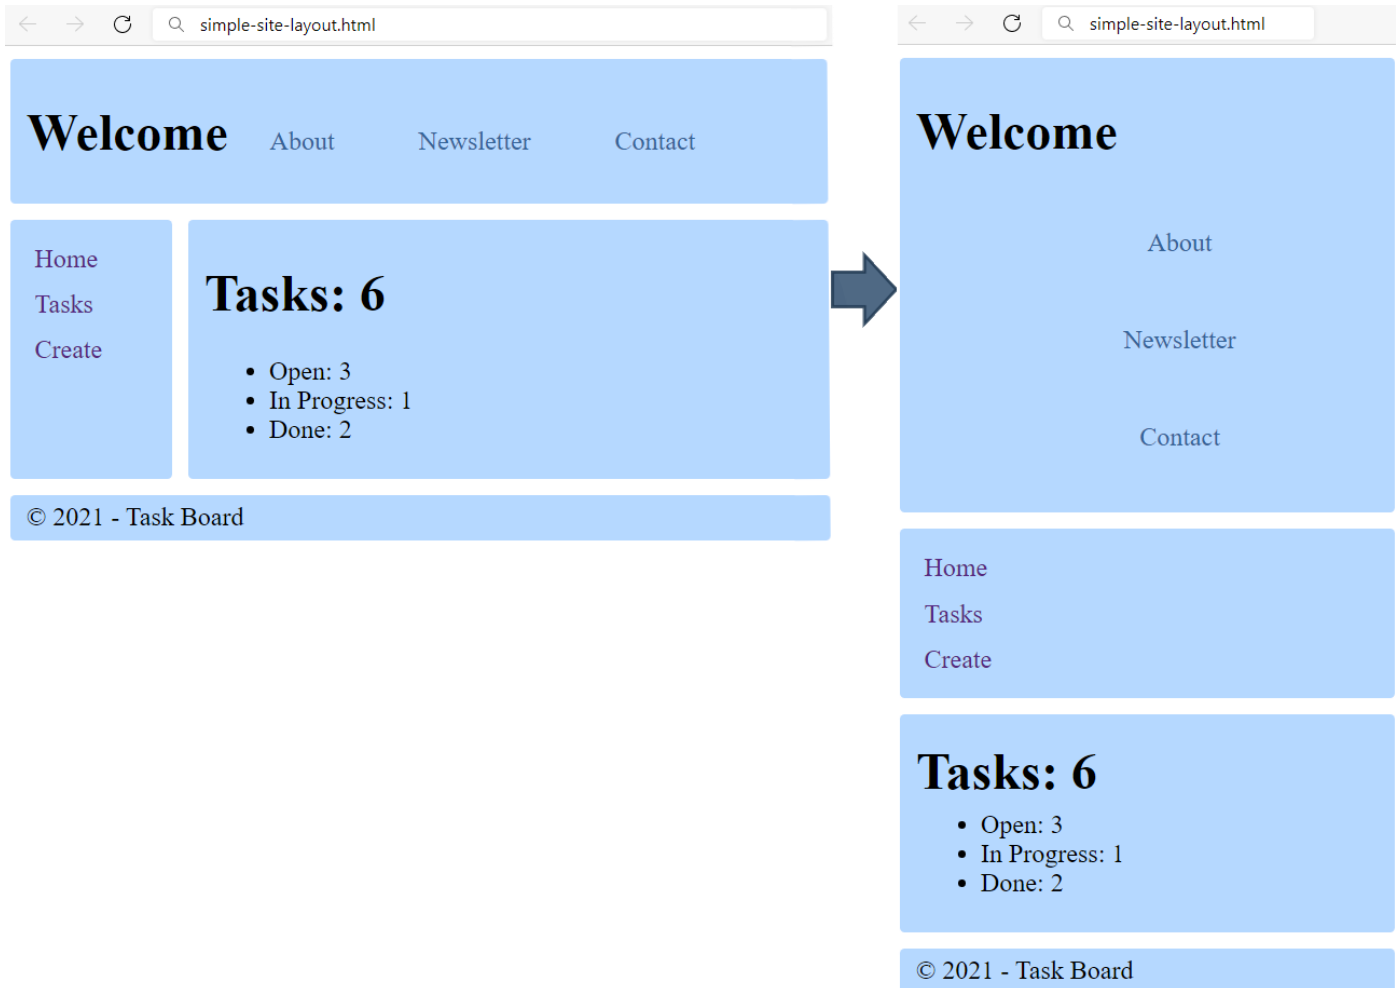 simple-site-layout.html
Welcome About Newsletter Contact
Home
Tasks
Create
Tasks: 6
Open: 3
In Progress: 1
Done: 2
© 2021 - Task Board
simple-site-layout.html
Welcome
About
Newsletter
Contact
Home
Tasks
Create
Tasks: 6
Open: 3
In Progress: 1
Done: 2
© 2021 - Task Board